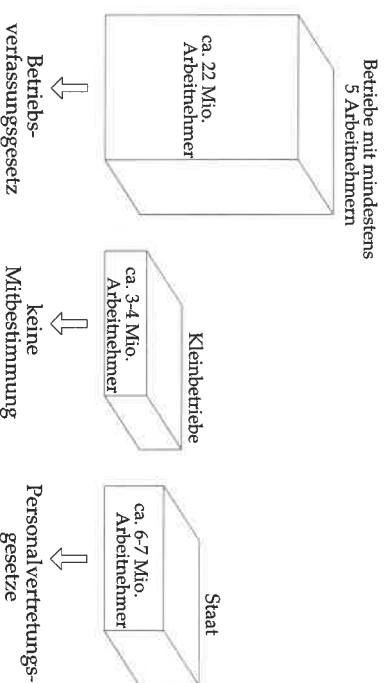 Betriebe mit mindestens
5 Arbeitnehmern
ca. 22 Mio.
Arbeitnehmer
Betriebs-
verfassungsgesetz
Kleinbetriebe
ca. 3-4 Mio.
Arbeitnehmer
keine
Mitbestimmung
Staat
ca. 6-7 Mio.
Arbeitnehmer
Personalvertretungs-
gesetze